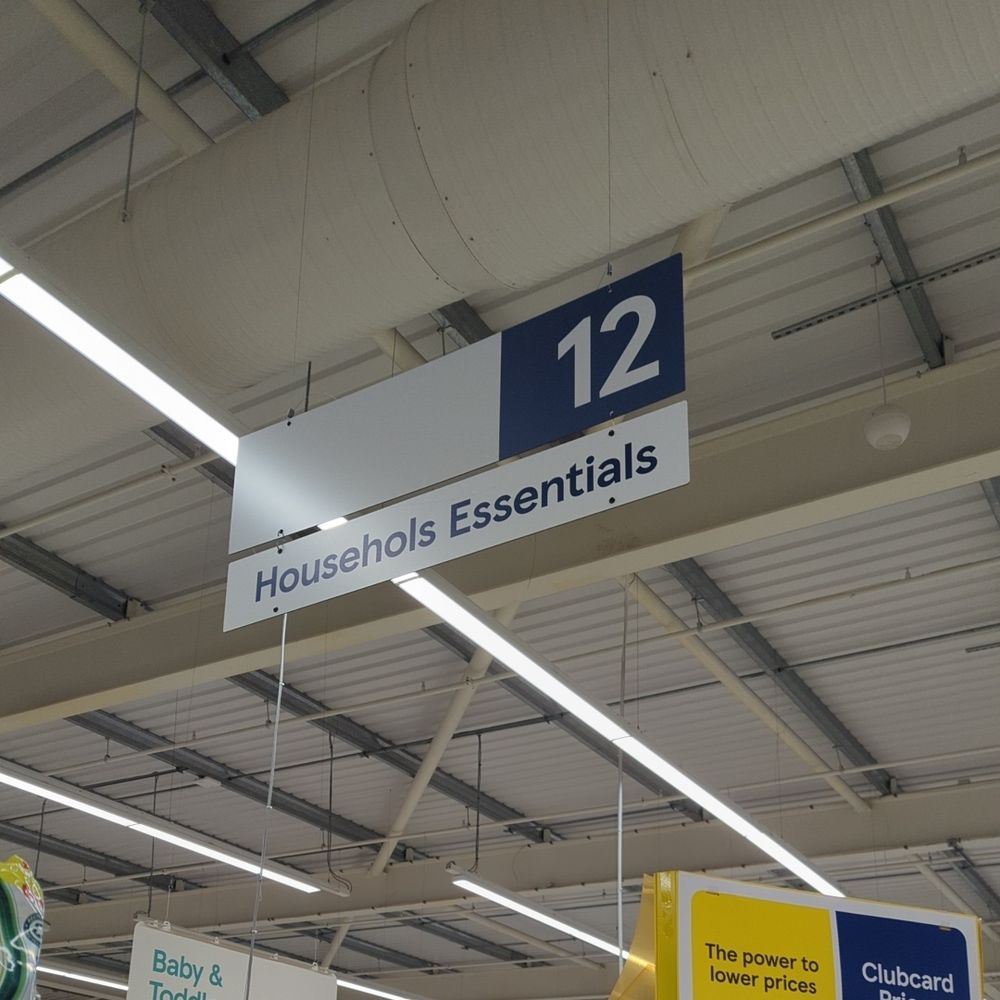 12
Househols Essentials
Baby &
The power to
lower prices
Clubcard